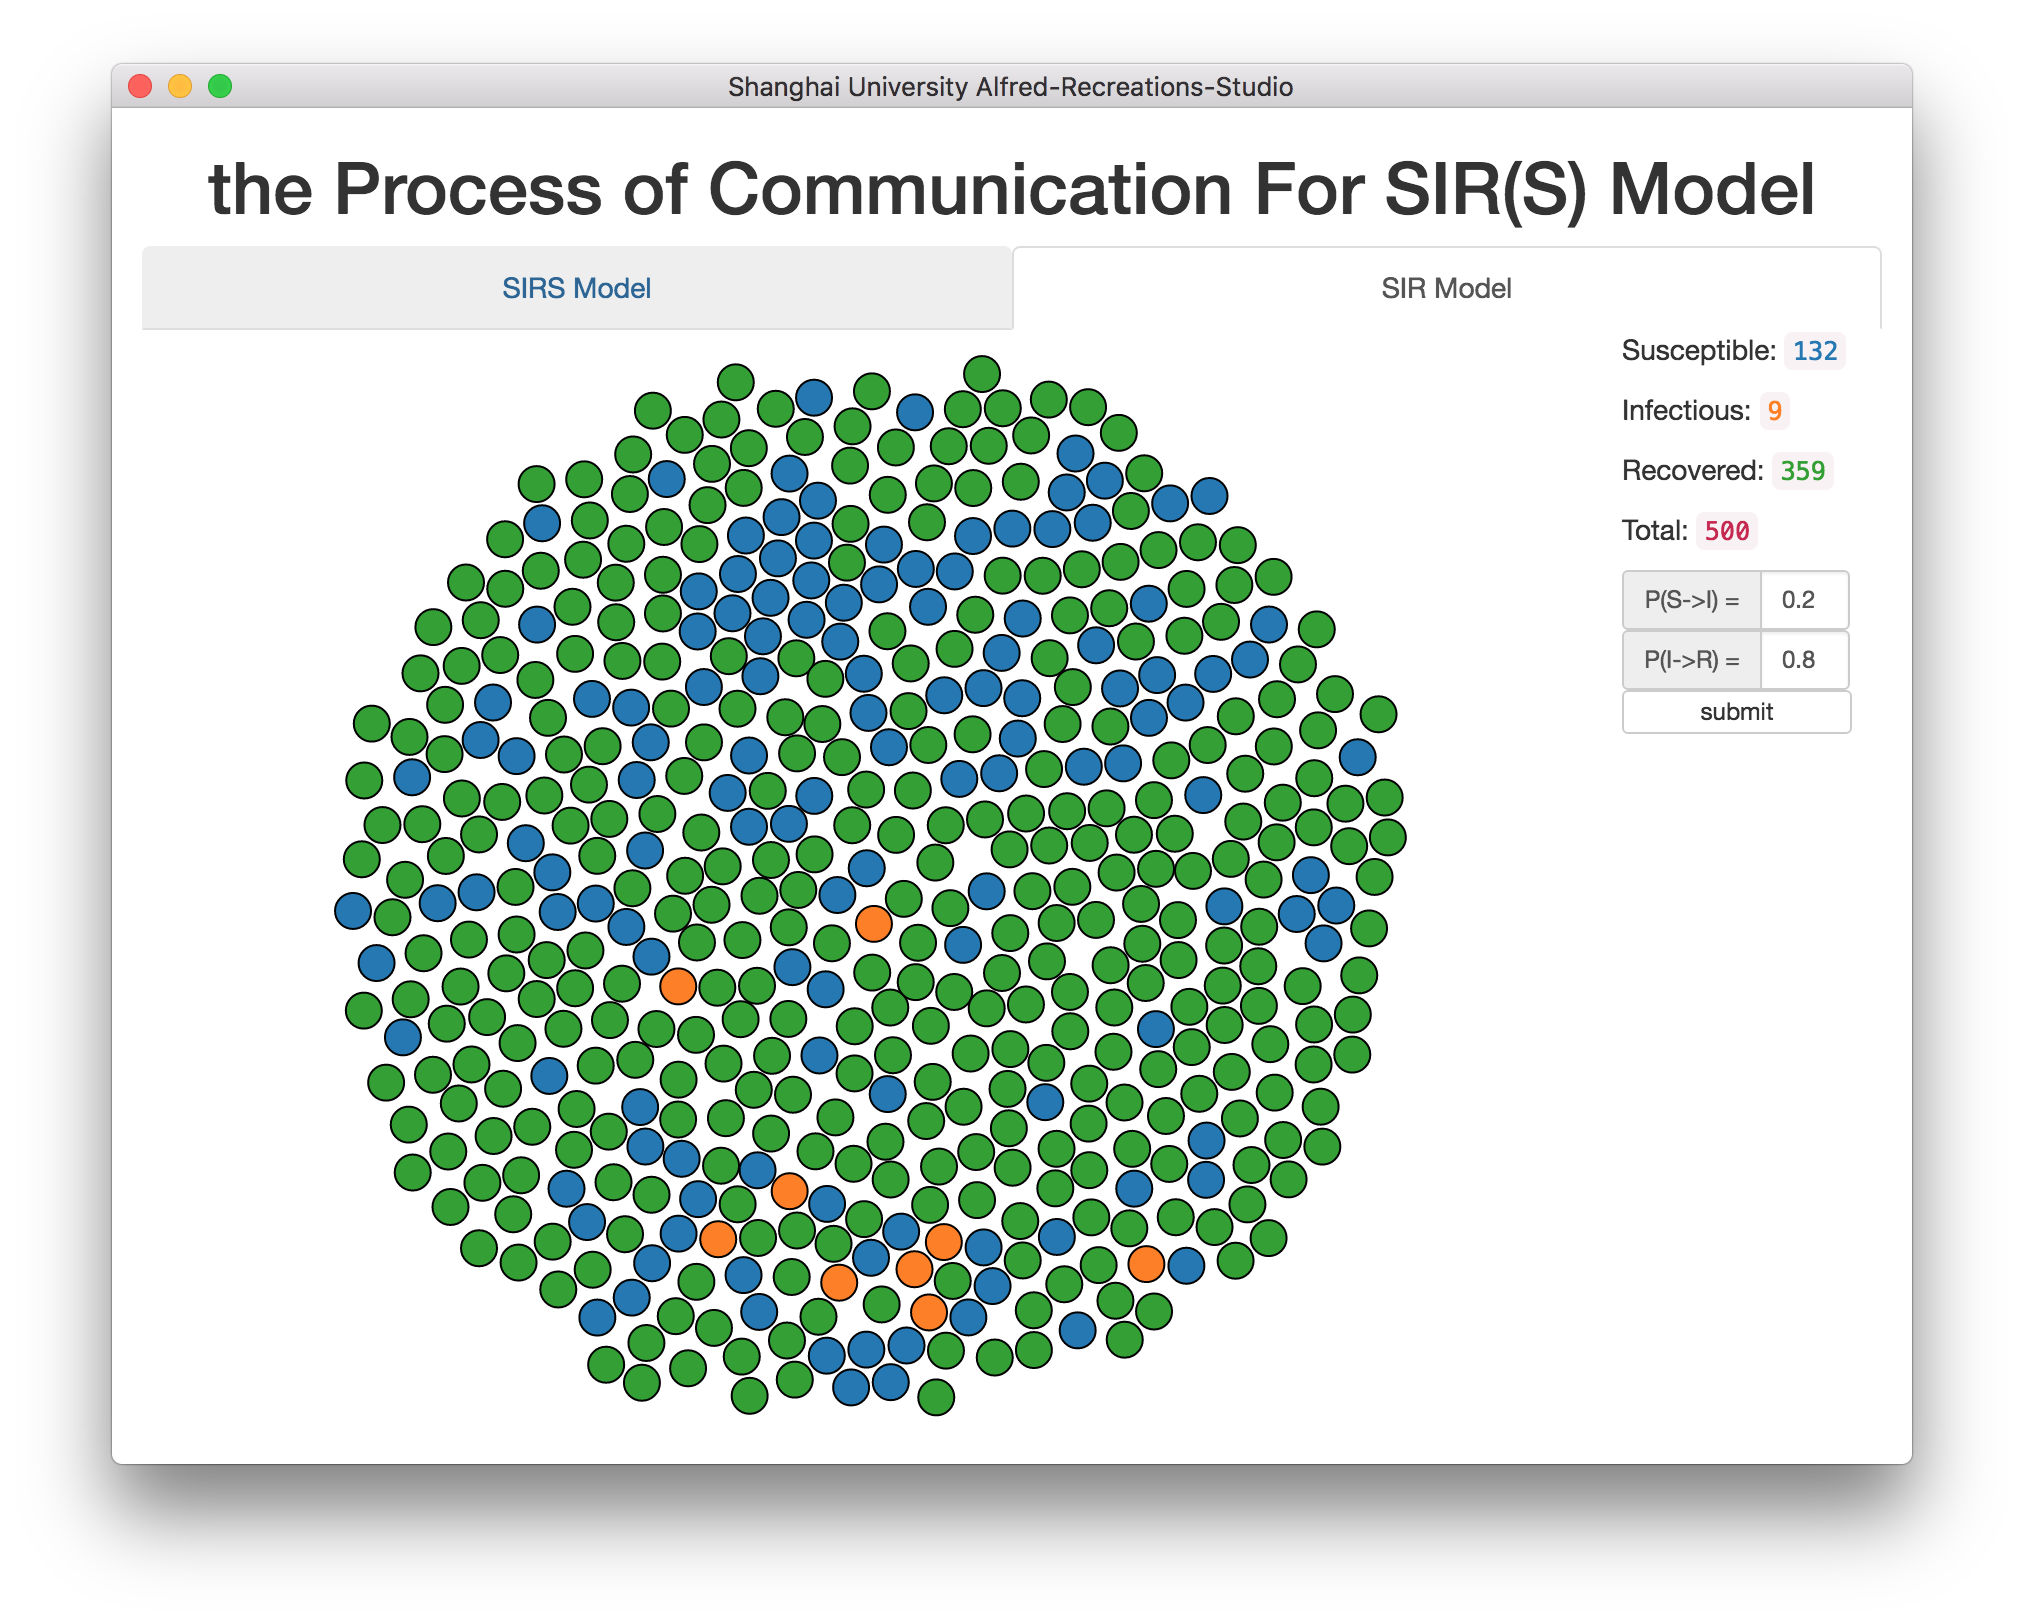 Shanghai University Alfred-Recreations-Studio
the Process of Communication For SIR(S) Model
SIRS Model
SIR Model
Susceptible: 132
Infectious: 9
Recovered: 359
Total: 500
P(S->I) = 0.2
P(I->R) = 0.8
submit